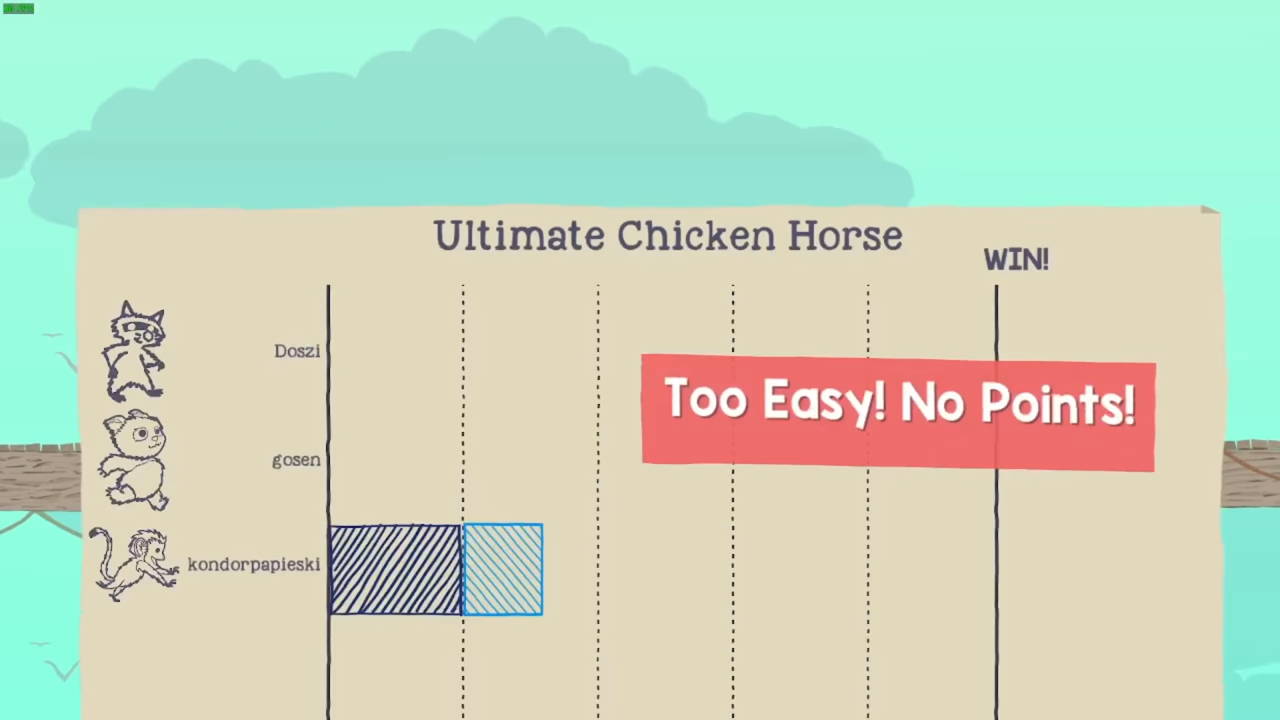 Ultimate Chicken Horse
WIN!
Doszi
Too Easy! No Points!
gosen
kondorpapieski